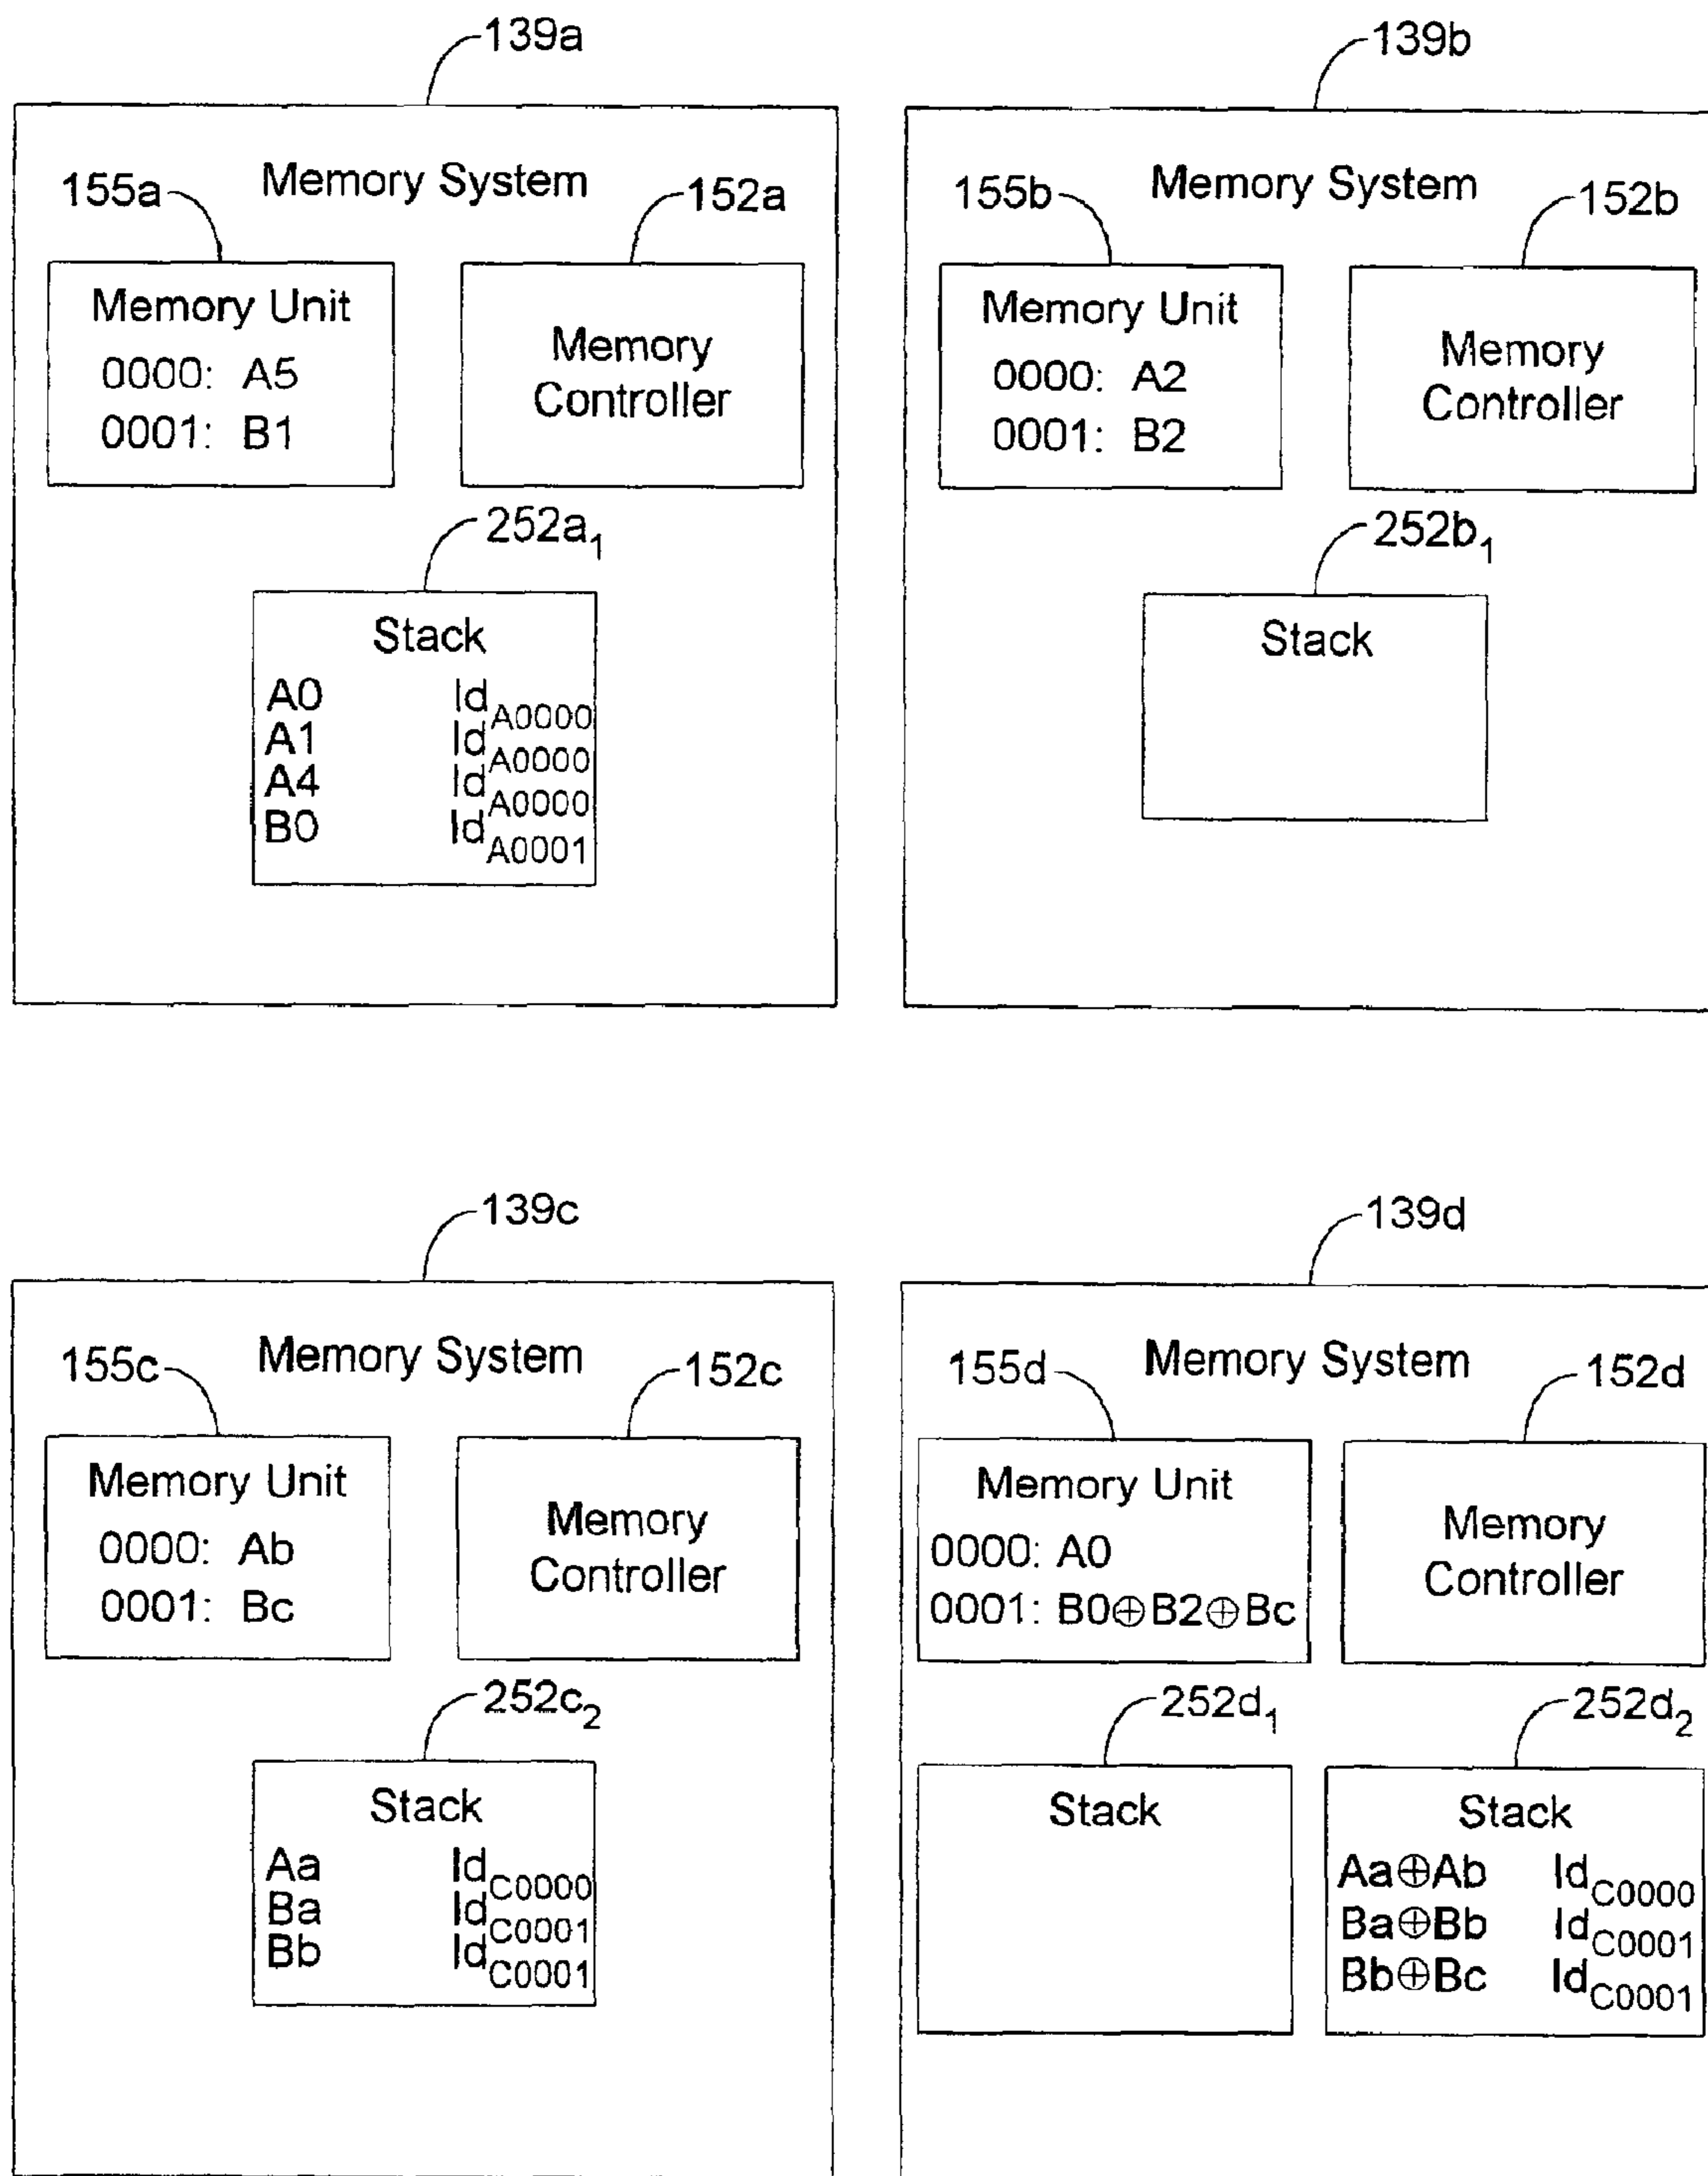 139a
139b
Memory System
155a
152a
Memory Unit
0000: A5
0001: B1
Memory
Controller
252a1
Stack
A0 IdA0000
A1 IdA0000
A4 IdA0000
B0 IdA0001
Memory System
155b
152b
Memory Unit
0000: A2
0001: B2
Memory
Controller
252b1
Stack
139c
139d
Memory System
155c
152c
Memory Unit
0000: Ab
0001: Bc
Memory
Controller
252c2
Stack
Aa IdC0000
Ba IdC0001
Bb IdC0001
Memory System
155d
152d
Memory Unit
0000: A0
0001: B0⊕B2⊕Bc
Memory
Controller
252d1
252d2
Stack
Stack
Aa⊕Ab IdC0000
Ba⊕Bb IdC0001
Bb⊕Bc IdC0001